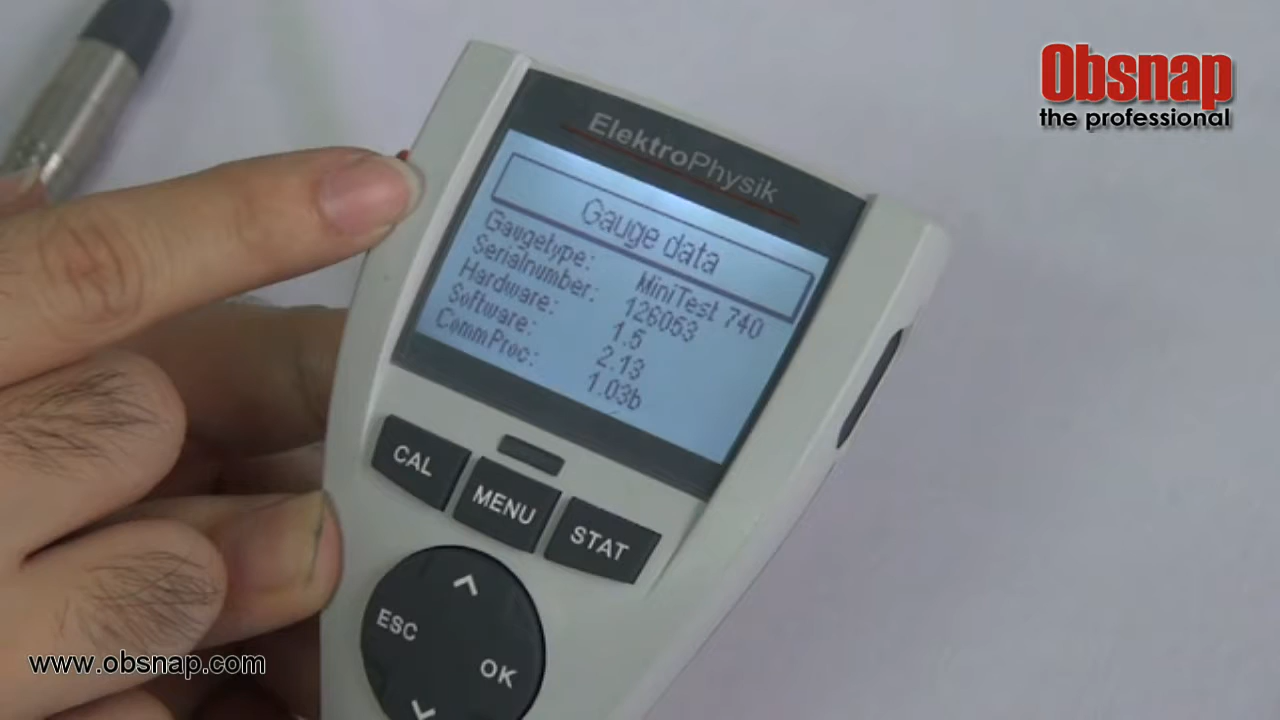 Obsnap
the professional
ElektroPhysik
Gauge data
Gaugetype: MiniTest 740
Serialnumber: 126053
Hardware: 1.5
Software: 2.13
CommProc: 1.03b
CAL
MENU
STAT
ESC
OK
www.obsnap.com